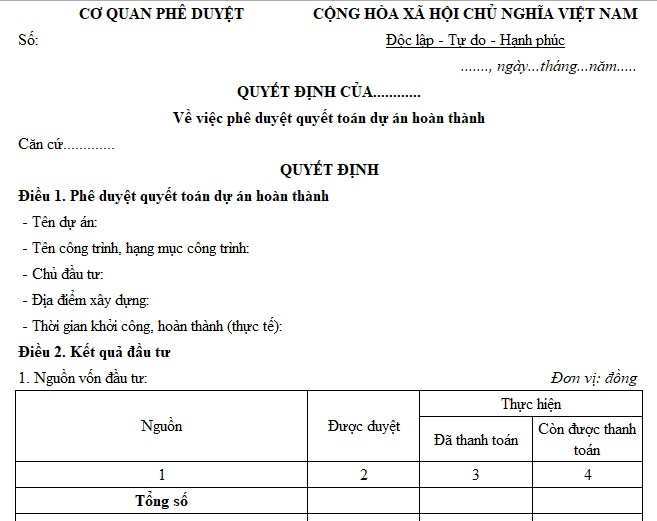 CƠ QUAN PHÊ DUYỆT CỘNG HÒA XÃ HỘI CHỦ NGHĨA VIỆT NAM
Số: Độc lập - Tự do - Hạnh phúc
......., ngày...tháng...năm.....
QUYẾT ĐỊNH CỦA............
Về việc phê duyệt quyết toán dự án hoàn thành
Căn cứ.............
QUYẾT ĐỊNH
Điều 1. Phê duyệt quyết toán dự án hoàn thành
- Tên dự án:
- Tên công trình, hạng mục công trình:
- Chủ đầu tư:
- Địa điểm xây dựng:
- Thời gian khởi công, hoàn thành (thực tế):
Điều 2. Kết quả đầu tư
1. Nguồn vốn đầu tư: Đơn vị: đồng
Nguồn Được duyệt Thực hiện
Đã thanh toán Còn được thanh
toán
1 2 3 4
Tổng số